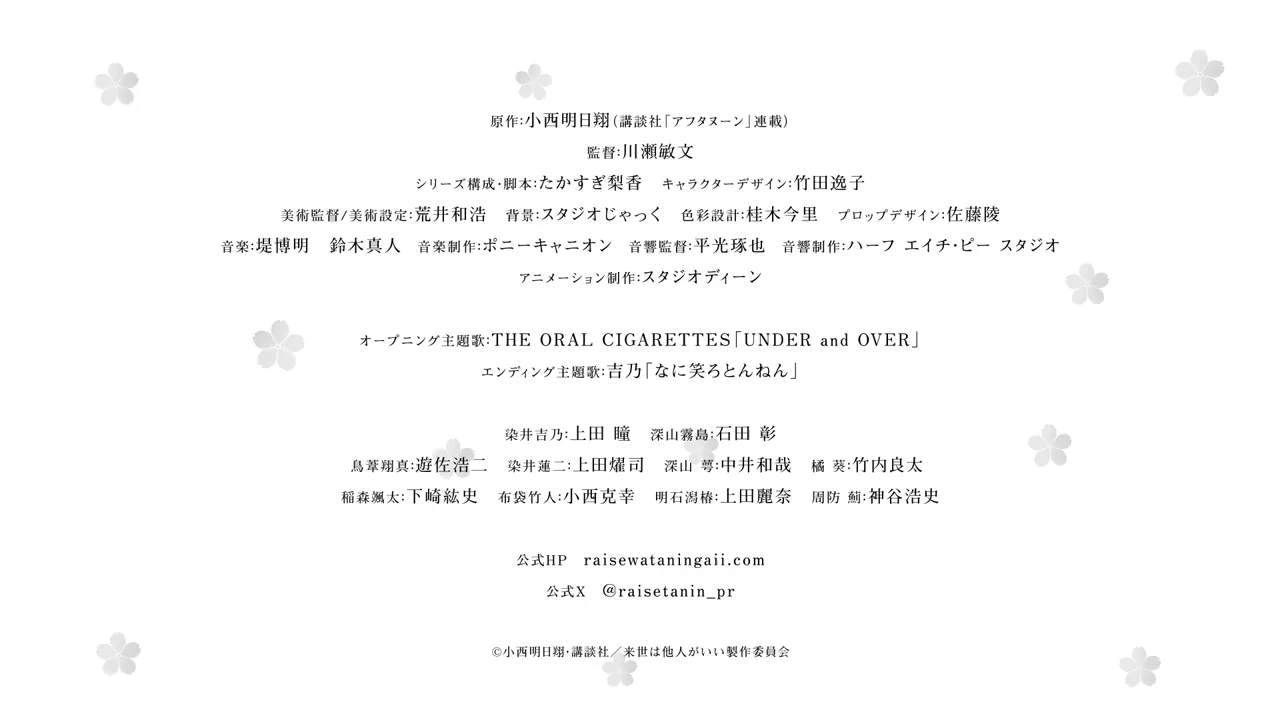 原作:小西明日翔(講談社「アフタヌーン」連載)
監督:川瀬敏文
シリーズ構成・脚本:たかすぎ梨香　キャラクターデザイン:竹田逸子
美術監督/美術設定:荒井和浩　背景:スタジオじゃっく　色彩設計:桂木今里　プロップデザイン:佐藤陵
音楽:堤博明　鈴木真人　音楽制作:ポニーキャニオン　音響監督:平光琢也　音響制作:ハーフ エイチ・ピー スタジオ
アニメーション制作:スタジオディーン
オープニング主題歌:THE ORAL CIGARETTES「UNDER and OVER」
エンディング主題歌:吉乃「なに笑ろとんねん」
染井吉乃:上田 瞳　深山霧島:石田 彰
鳥葦翔真:遊佐浩二　染井蓮二:上田燿司　深山 萼:中井和哉　橘 葵:竹内良太
稲森颯太:下崎紘史　布袋竹人:小西克幸　明石潟椿:上田麗奈　周防 薊:神谷浩史
公式HP　raisewataningaii.com
公式X　@raisetanin_pr
©小西明日翔・講談社／来世は他人がいい製作委員会